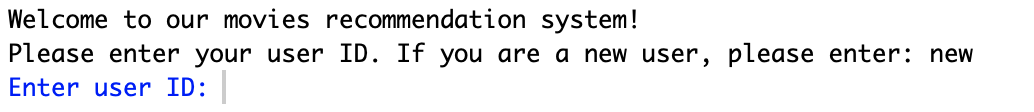 Welcome to our movies recommendation system!
Please enter your user ID. If you are a new user, please enter: new
Enter user ID: